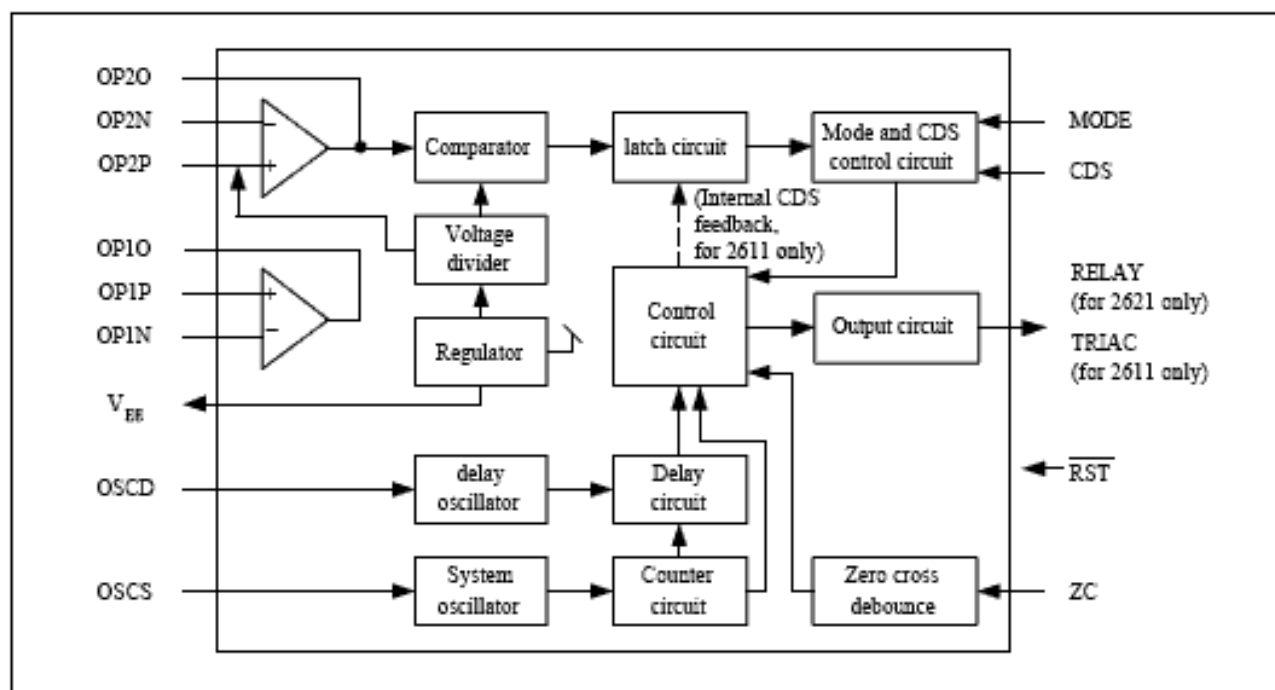 OP2O
OP2N
OP2P
OP1O
OP1P
OP1N
VEE
OSCD
OSCS
−
+
+
−
Comparator
Voltage
divider
Regulator
delay
oscillator
System
oscillator
latch circuit
(Internal CDS
feedback,
for 2611 only)
Control
circuit
Delay
circuit
Counter
circuit
Mode and CDS
control circuit
Output circuit
Zero cross
debounce
MODE
CDS
RELAY
(for 2621 only)
TRIAC
(for 2611 only)
R̅S̅T̅
ZC